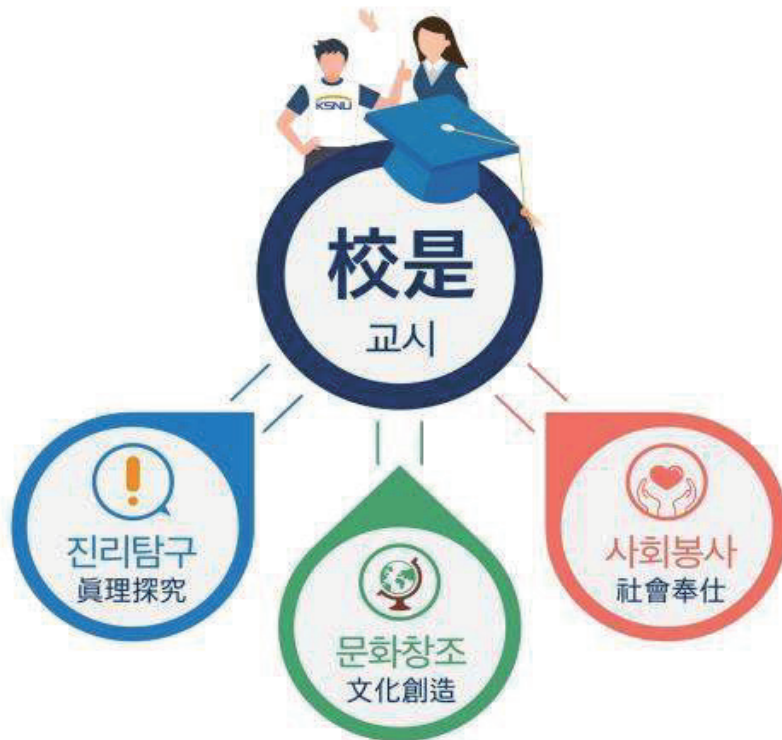 KSNU
校是
교시
진리탐구
眞理探究
문화창조
文化創造
사회봉사
社會奉仕